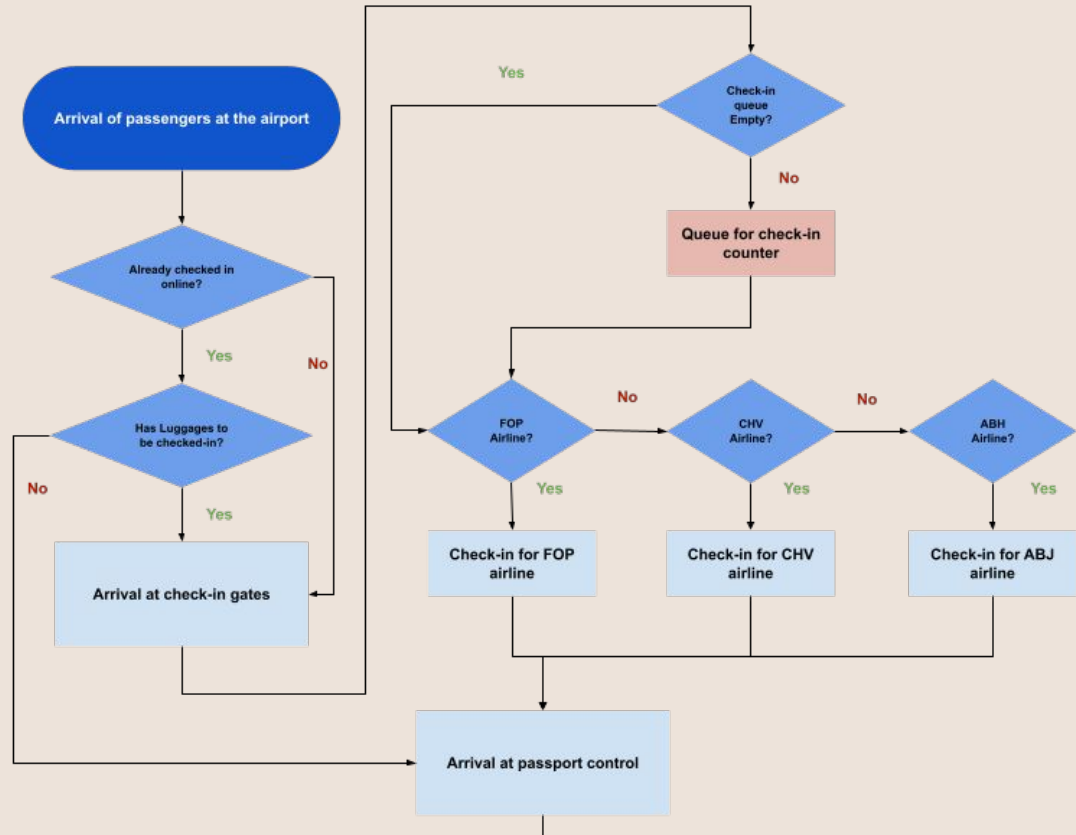 Arrival of passengers at the airport
Already checked in
online?
Yes
No
Has Luggages to
be checked-in?
No
Yes
Arrival at check-in gates
Yes
Check-in
queue
Empty?
No
Queue for check-in
counter
FOP
Airline?
No
CHV
Airline?
No
ABH
Airline?
Yes
Yes
Yes
Check-in for FOP
airline
Check-in for CHV
airline
Check-in for ABJ
airline
Arrival at passport control